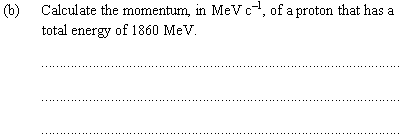 (b) Calculate the momentum, in MeV c⁻¹, of a proton that has a
total energy of 1860 MeV.